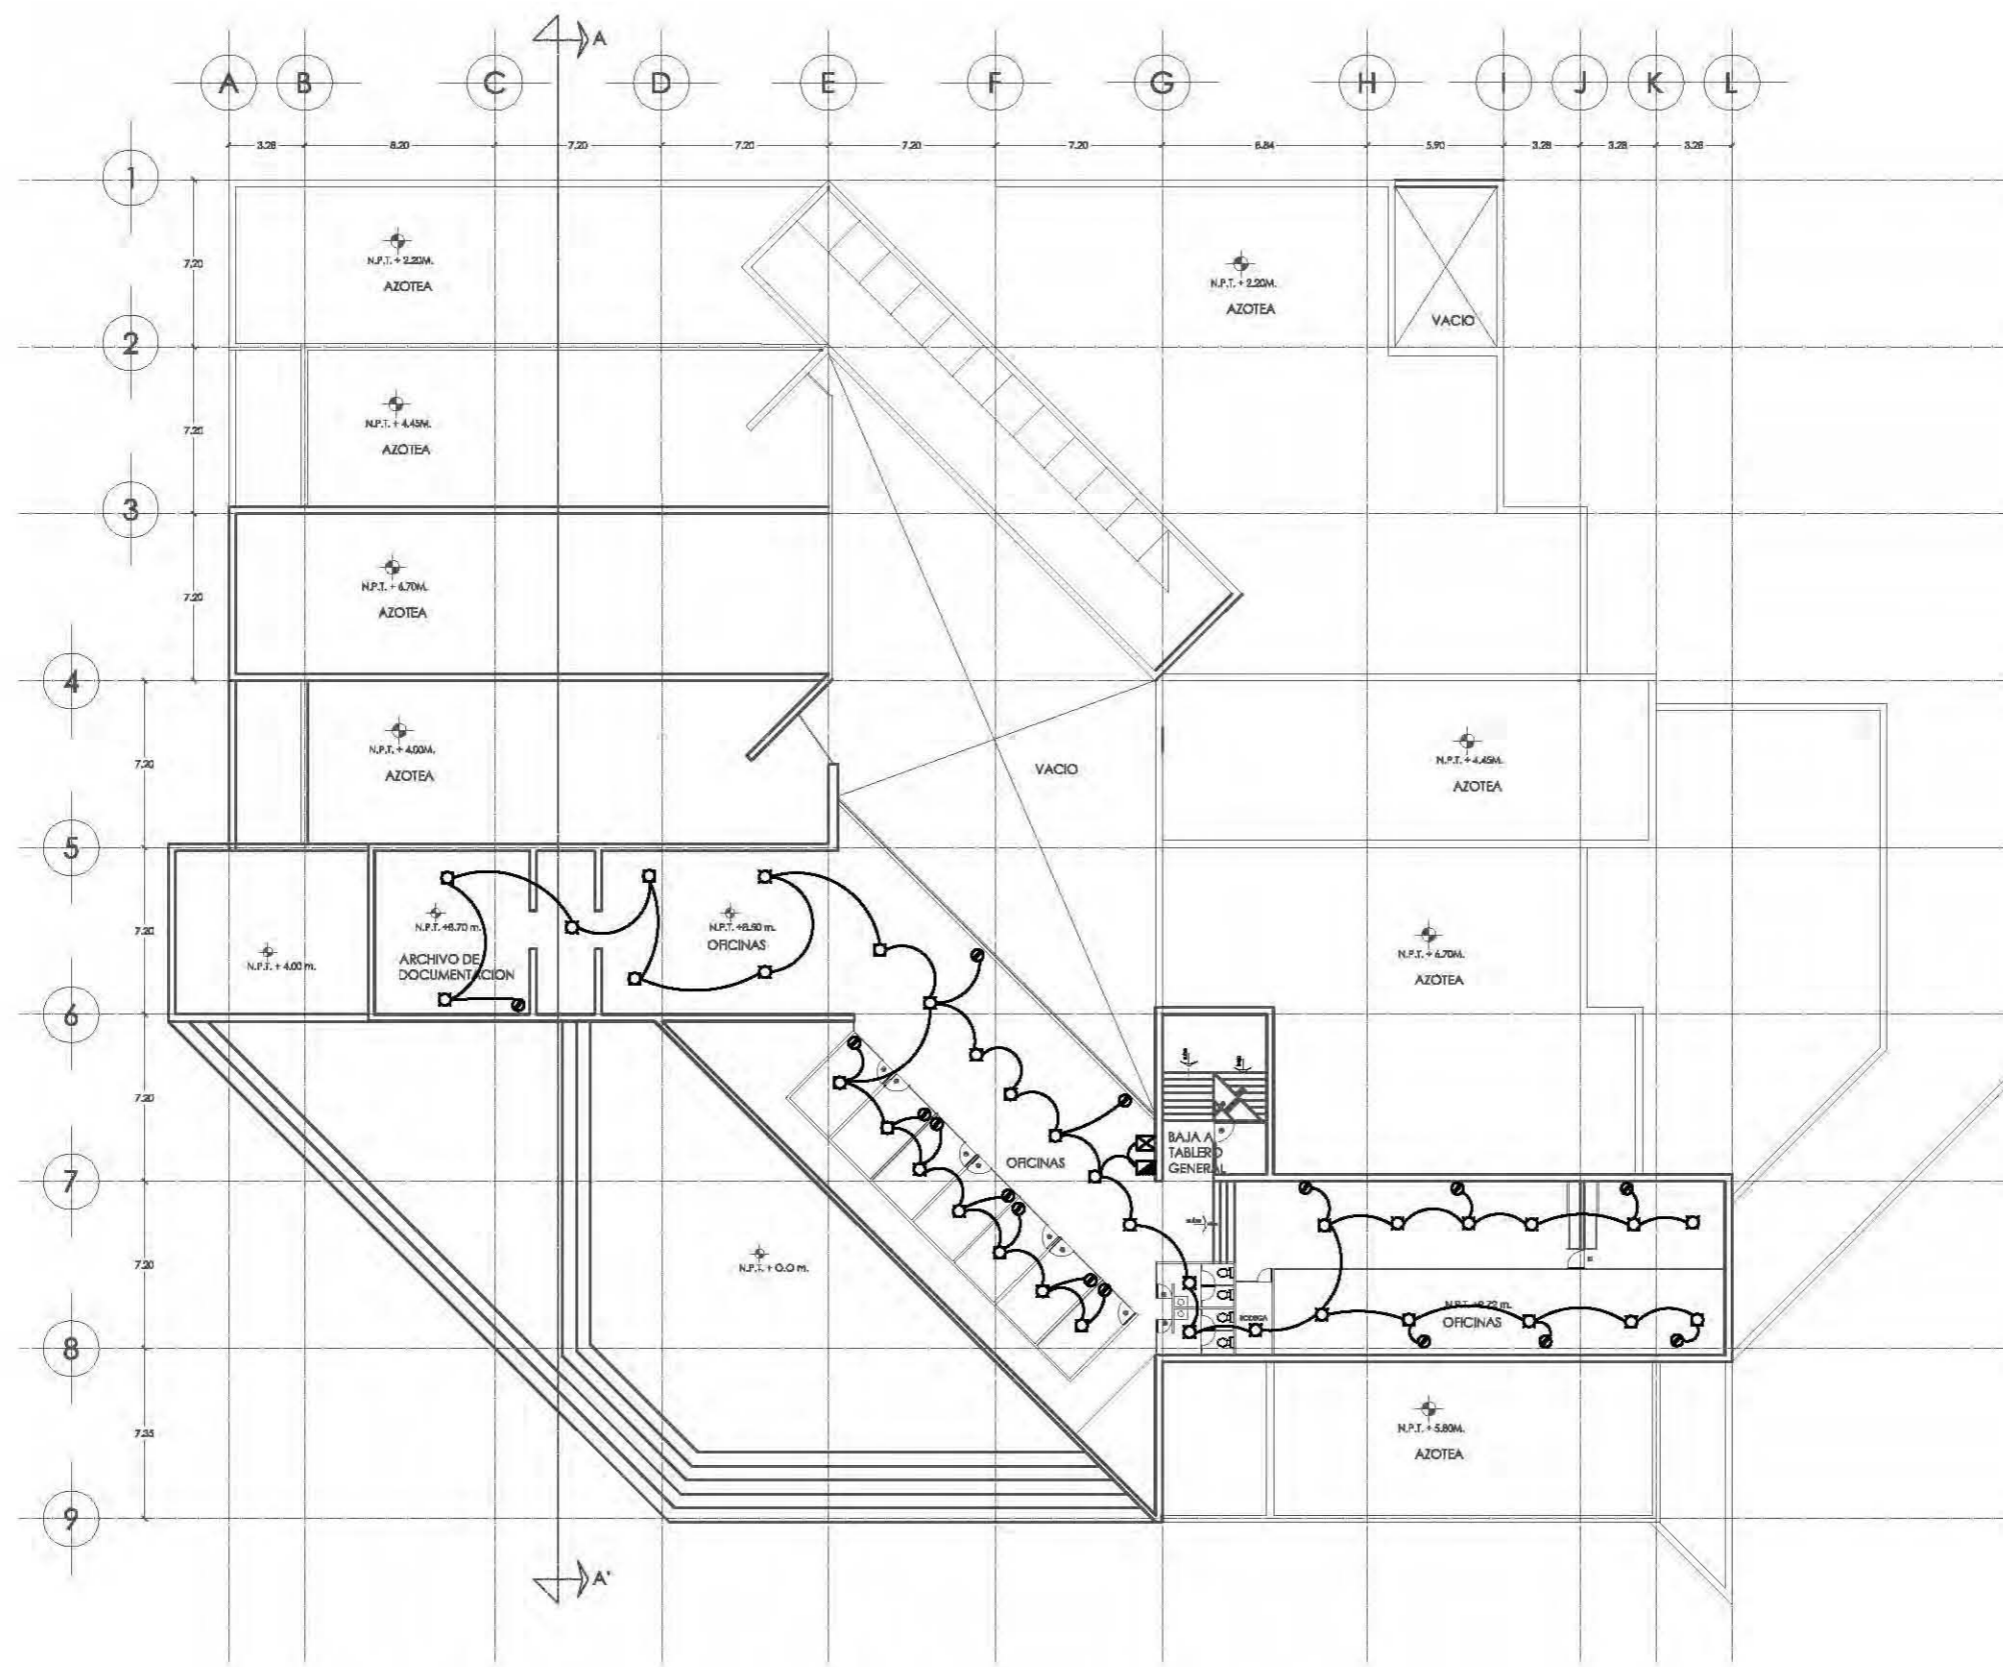 A
A B C D E F G H I J K L
3.28 8.20 7.20 7.20 7.20 7.20 8.84 5.90 3.28 3.28 3.28
1
7.20
N.P.T. + 2.20M.
AZOTEA
N.P.T. + 2.20M.
AZOTEA
VACIO
2
N.P.T. + 4.45M.
AZOTEA
7.20
3
N.P.T. + 6.70M.
AZOTEA
7.20
4
N.P.T. + 4.00M.
AZOTEA
7.20
VACIO
N.P.T. + 4.45M.
AZOTEA
5
7.20
N.P.T. + 4.00 m.
N.P.T. +8.70 m.
ARCHIVO DE
DOCUMENTACION
N.P.T. +8.50 m.
OFICINAS
N.P.T. + 6.70M.
AZOTEA
6
7.20
BAJA A
TABLERO
GENERAL
OFICINAS
7
7.20
N.P.T. + 0.0 m.
BODEGA
OFICINAS
8
7.35
N.P.T. + 5.80M.
AZOTEA
9
A'